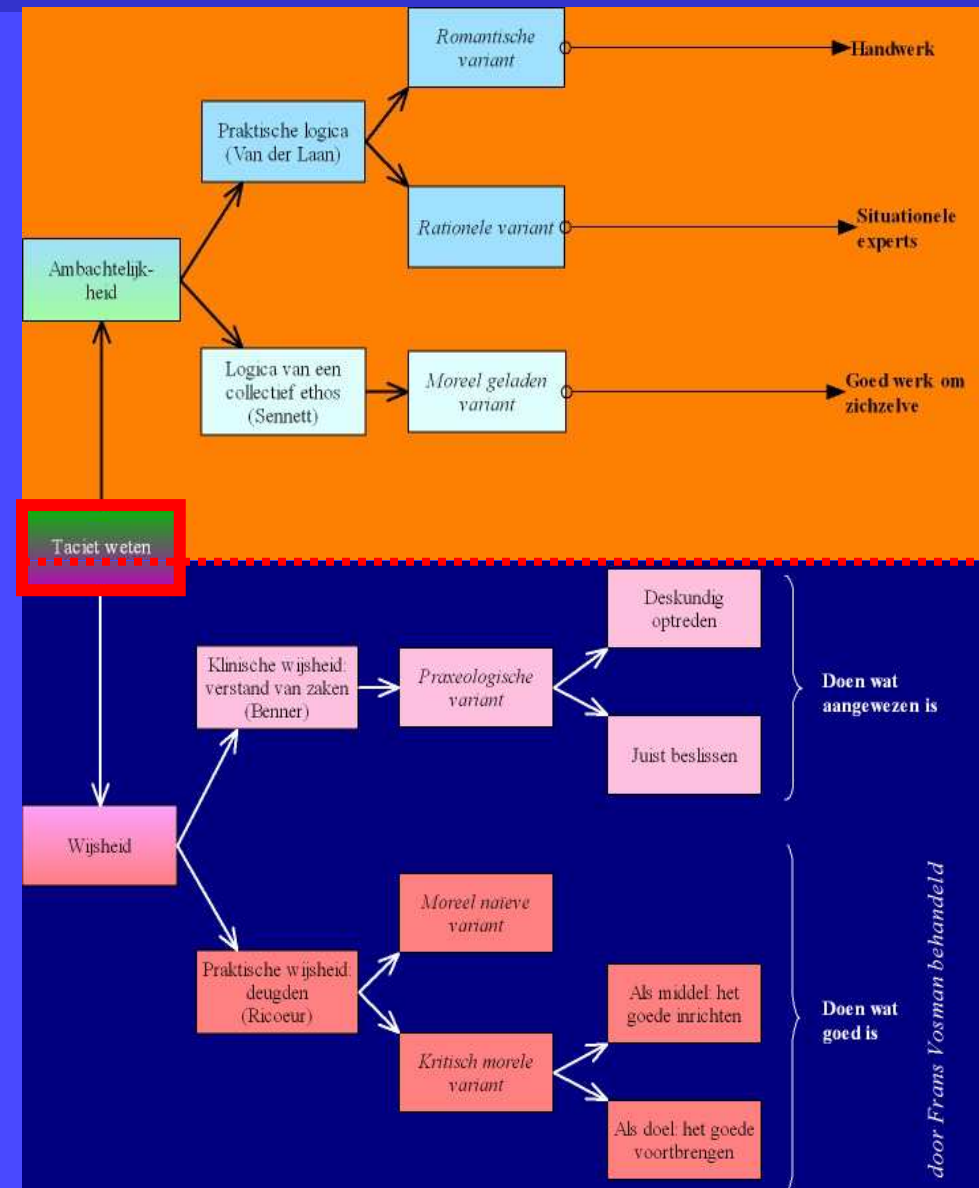 Romantische
variant
Handwerk
Praktische logica
(Van der Laan)
Rationele variant
Situationele
experts
Ambachtelijk-
heid
Logica van een
collectief ethos
(Sennett)
Moreel geladen
variant
Goed werk om
zichzelve
Taciet weten
Deskundig
optreden
Klinische wijsheid:
verstand van zaken
(Benner)
Praxeologische
variant
Doen wat
aangewezen is
Juist beslissen
Wijsheid
Moreel naïeve
variant
Praktische wijsheid:
deugden
(Ricoeur)
Als middel: het
goede inrichten
Doen wat
goed is
Kritisch morele
variant
Als doel: het goede
voortbrengen
door Frans Vosman behandeld